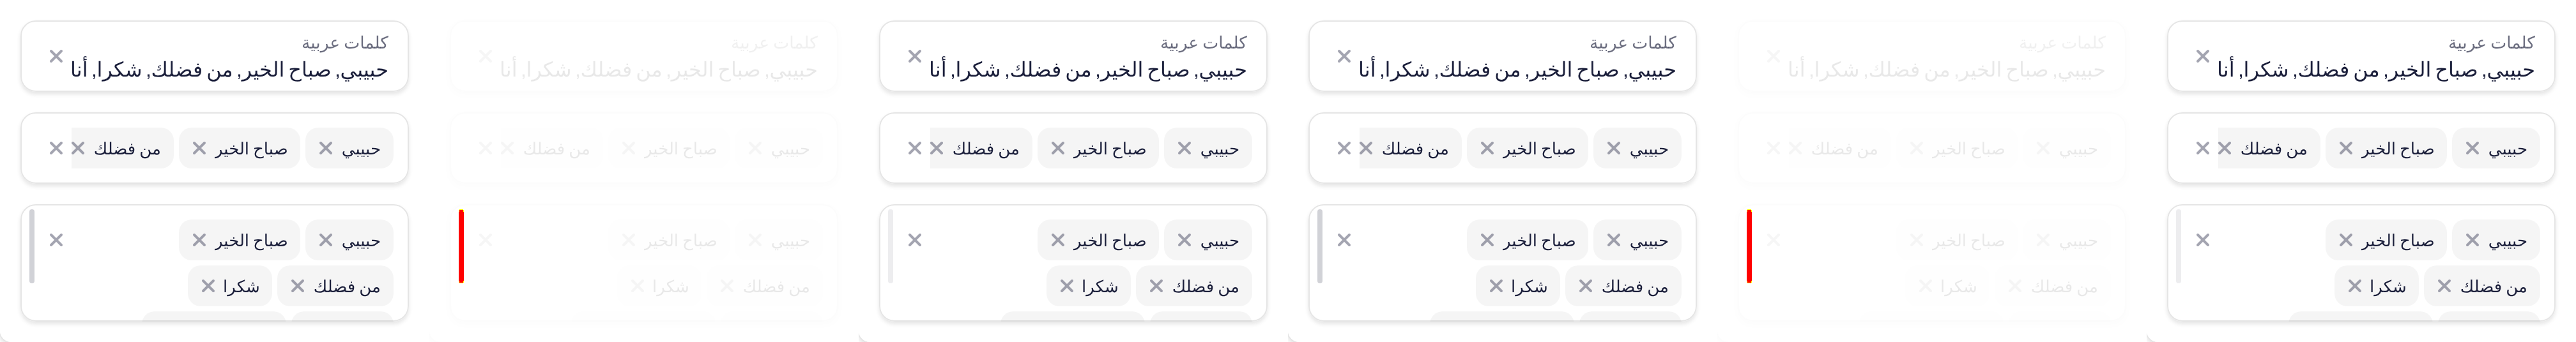 كلمات عربية
حبيبي, صباح الخير, من فضلك, شكرا, أنا
حبيبي صباح الخير من فضلك
حبيبي صباح الخير
من فضلك شكرا
كلمات عربية
حبيبي, صباح الخير, من فضلك, شكرا, أنا
حبيبي صباح الخير من فضلك
حبيبي صباح الخير
من فضلك شكرا
كلمات عربية
حبيبي, صباح الخير, من فضلك, شكرا, أنا
حبيبي صباح الخير من فضلك
حبيبي صباح الخير
من فضلك شكرا
كلمات عربية
حبيبي, صباح الخير, من فضلك, شكرا, أنا
حبيبي صباح الخير من فضلك
حبيبي صباح الخير
من فضلك شكرا
كلمات عربية
حبيبي, صباح الخير, من فضلك, شكرا, أنا
حبيبي صباح الخير من فضلك
حبيبي صباح الخير
من فضلك شكرا
كلمات عربية
حبيبي, صباح الخير, من فضلك, شكرا, أنا
حبيبي صباح الخير من فضلك
حبيبي صباح الخير
من فضلك شكرا